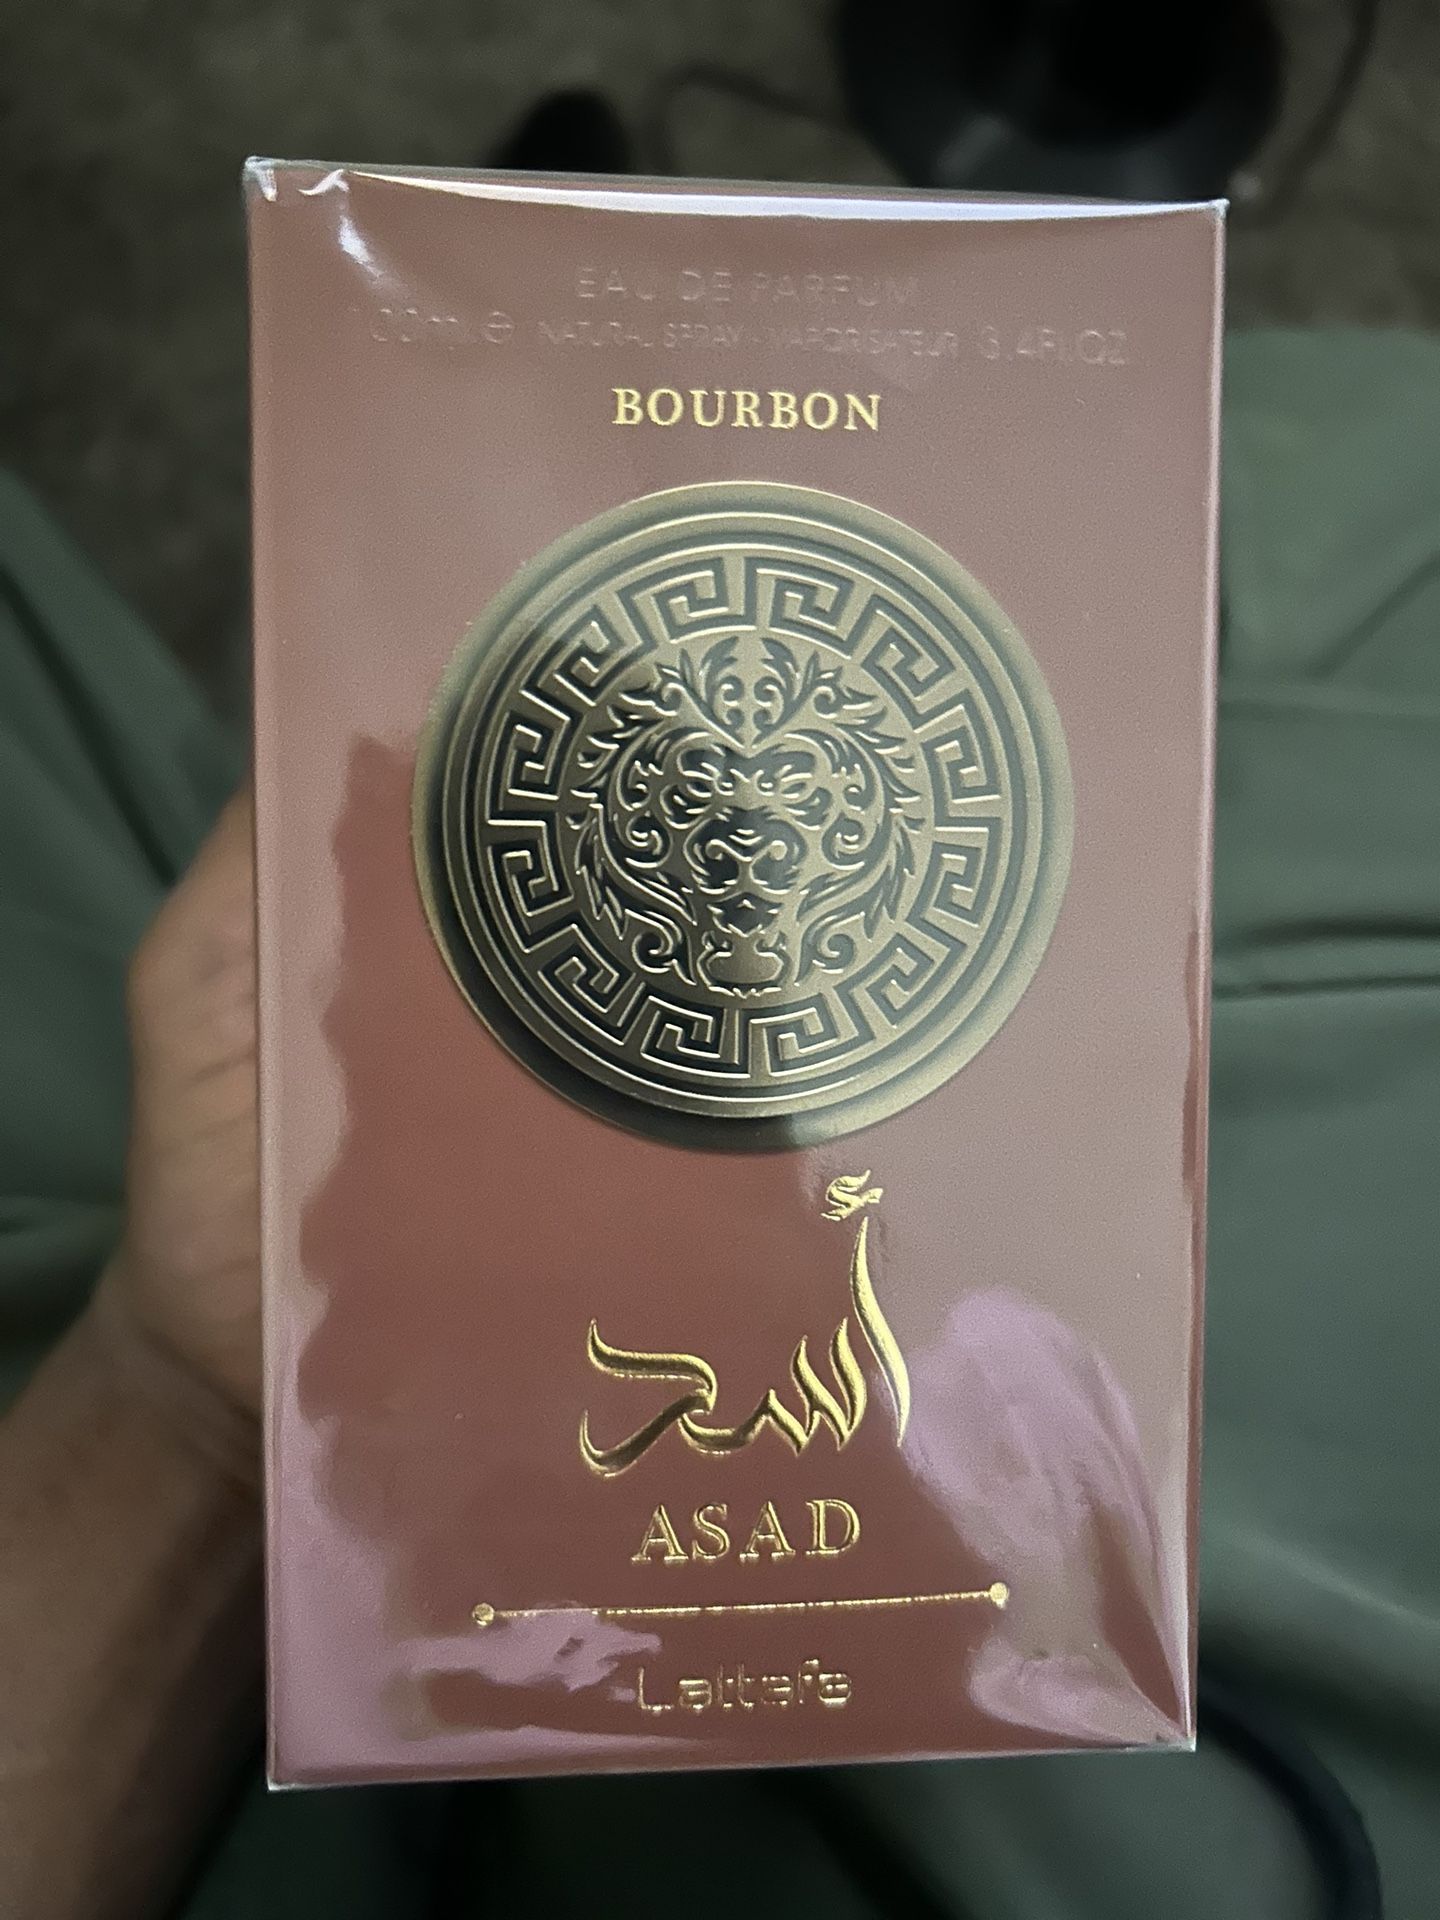 EAU DE PARFUM
100ml ℮ NATURAL SPRAY - VAPORISATEUR 3.4FL.OZ
BOURBON
أسد
ASAD
Lattafa